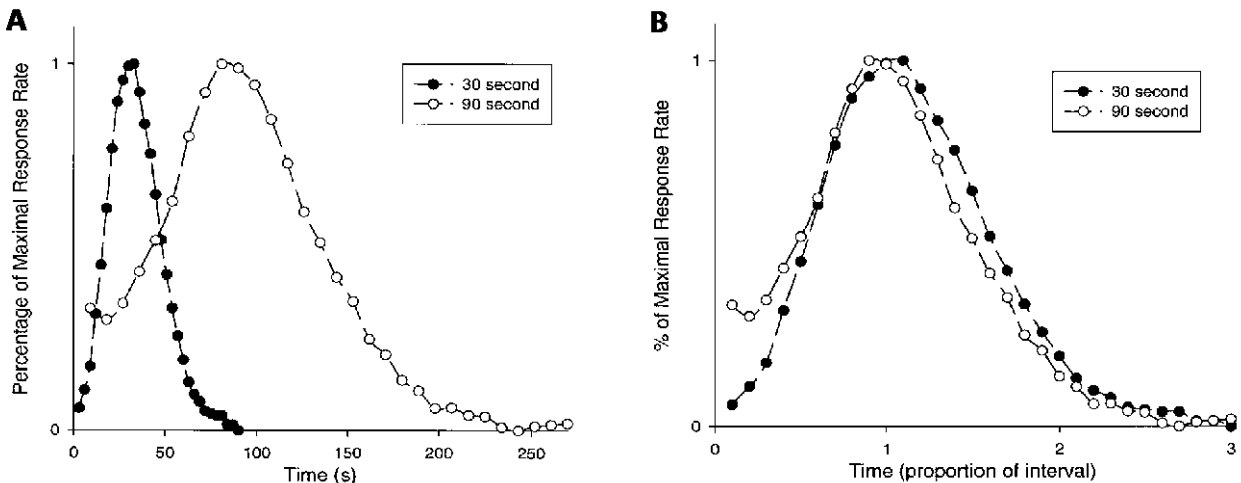 A
Percentage of Maximal Response Rate
1
0
30 second
90 second
0 50 100 150 200 250
Time (s)
B
% of Maximal Response Rate
1
0
30 second
90 second
0 1 2 3
Time (proportion of interval)